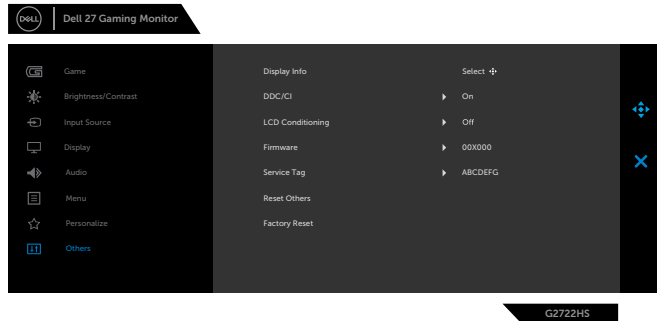 DELL Dell 27 Gaming Monitor
Game Display Info Select
Brightness/Contrast DDC/CI On
Input Source LCD Conditioning Off
Display Firmware 00X000
Audio Service Tag ABCDEFG
Menu Reset Others
Personalize Factory Reset
Others
G2722HS